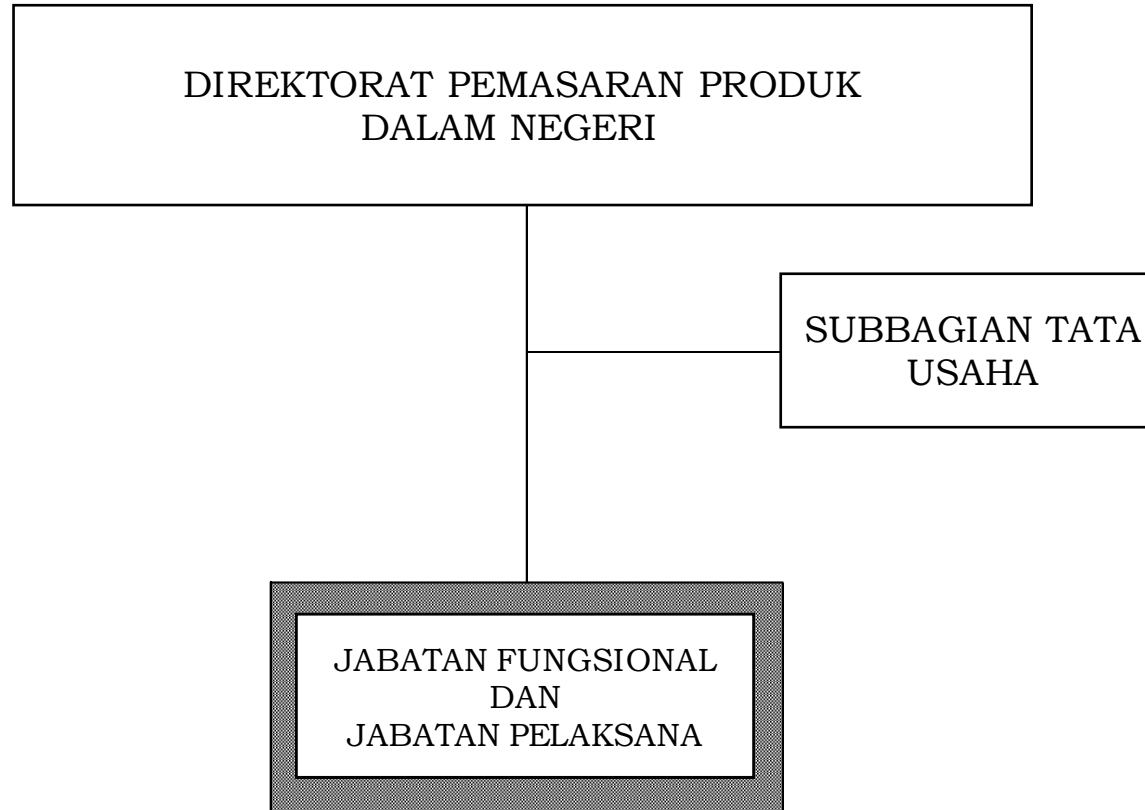 DIREKTORAT PEMASARAN PRODUK
DALAM NEGERI
SUBBAGIAN TATA
USAHA
JABATAN FUNGSIONAL
DAN
JABATAN PELAKSANA